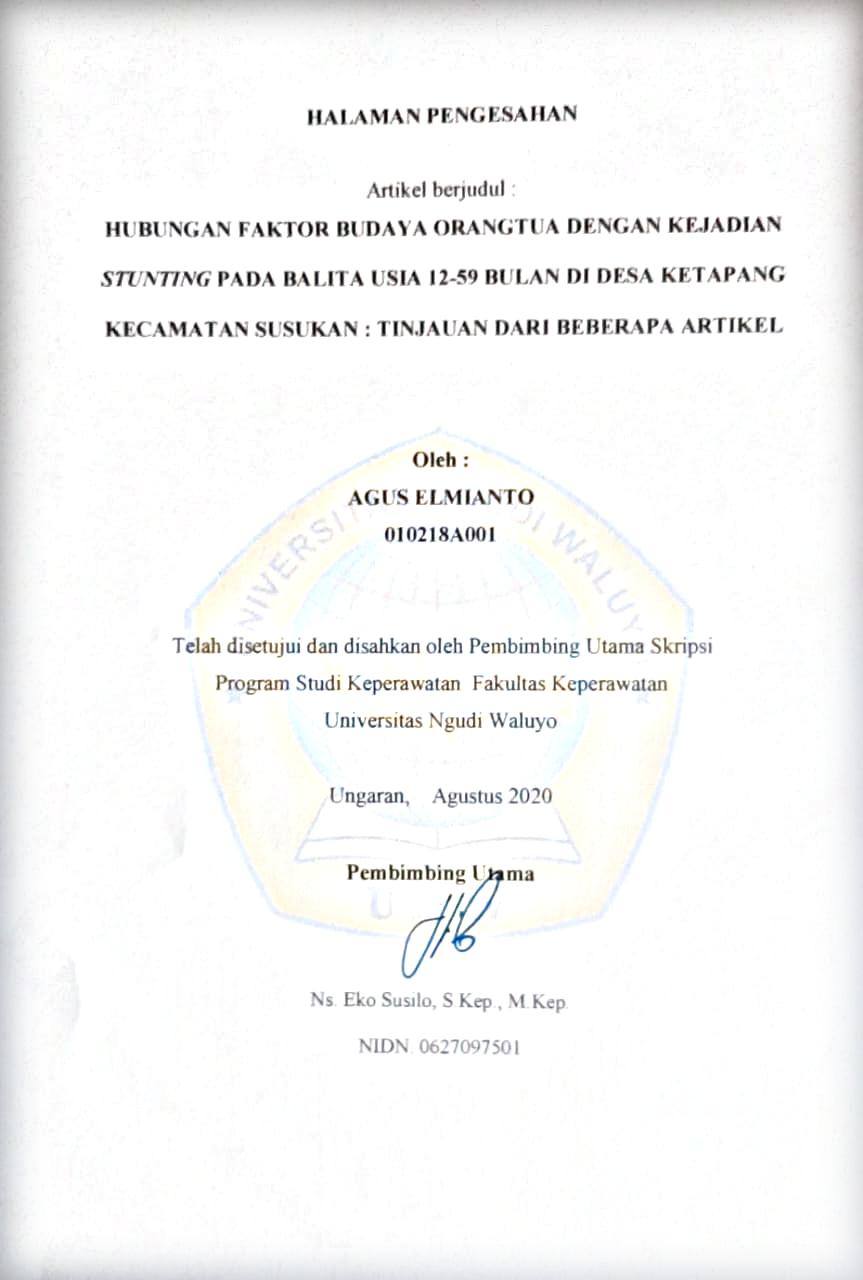 HALAMAN PENGESAHAN
Artikel berjudul :
HUBUNGAN FAKTOR BUDAYA ORANGTUA DENGAN KEJADIAN
STUNTING PADA BALITA USIA 12-59 BULAN DI DESA KETAPANG
KECAMATAN SUSUKAN : TINJAUAN DARI BEBERAPA ARTIKEL
Oleh :
AGUS ELMIANTO
010218A001
Telah disetujui dan disahkan oleh Pembimbing Utama Skripsi
Program Studi Keperawatan Fakultas Keperawatan
Universitas Ngudi Waluyo
Ungaran, Agustus 2020
Pembimbing Utama
Ns. Eko Susilo, S.Kep., M.Kep.
NIDN. 0627097501